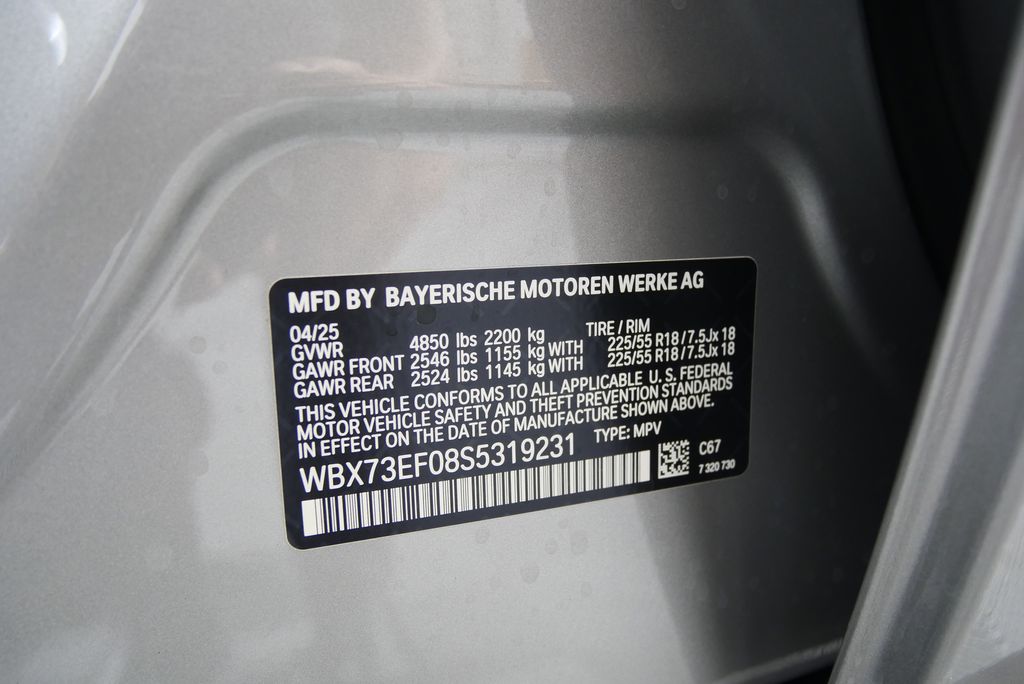 MFD BY BAYERISCHE MOTOREN WERKE AG
04/25 TIRE / RIM
GVWR 4850 lbs 2200 kg
GAWR FRONT 2546 lbs 1155 kg WITH 225/55 R18 / 7.5Jx 18
GAWR REAR 2524 lbs 1145 kg WITH 225/55 R18 / 7.5Jx 18
THIS VEHICLE CONFORMS TO ALL APPLICABLE U. S. FEDERAL
MOTOR VEHICLE SAFETY AND THEFT PREVENTION STANDARDS
IN EFFECT ON THE DATE OF MANUFACTURE SHOWN ABOVE.
WBX73EF08S5319231 TYPE: MPV
C67
7 320 730